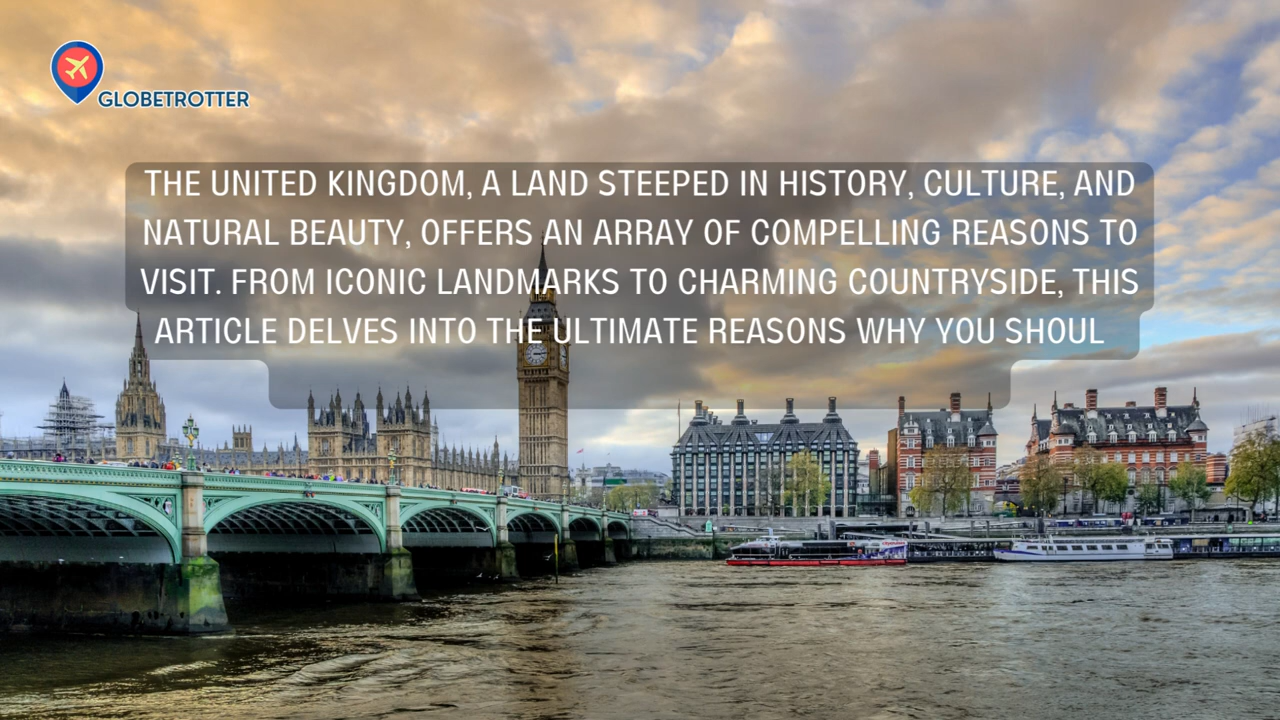 GLOBETROTTER
THE UNITED KINGDOM, A LAND STEEPED IN HISTORY, CULTURE, AND
NATURAL BEAUTY, OFFERS AN ARRAY OF COMPELLING REASONS TO
VISIT. FROM ICONIC LANDMARKS TO CHARMING COUNTRYSIDE, THIS
ARTICLE DELVES INTO THE ULTIMATE REASONS WHY YOU SHOUL